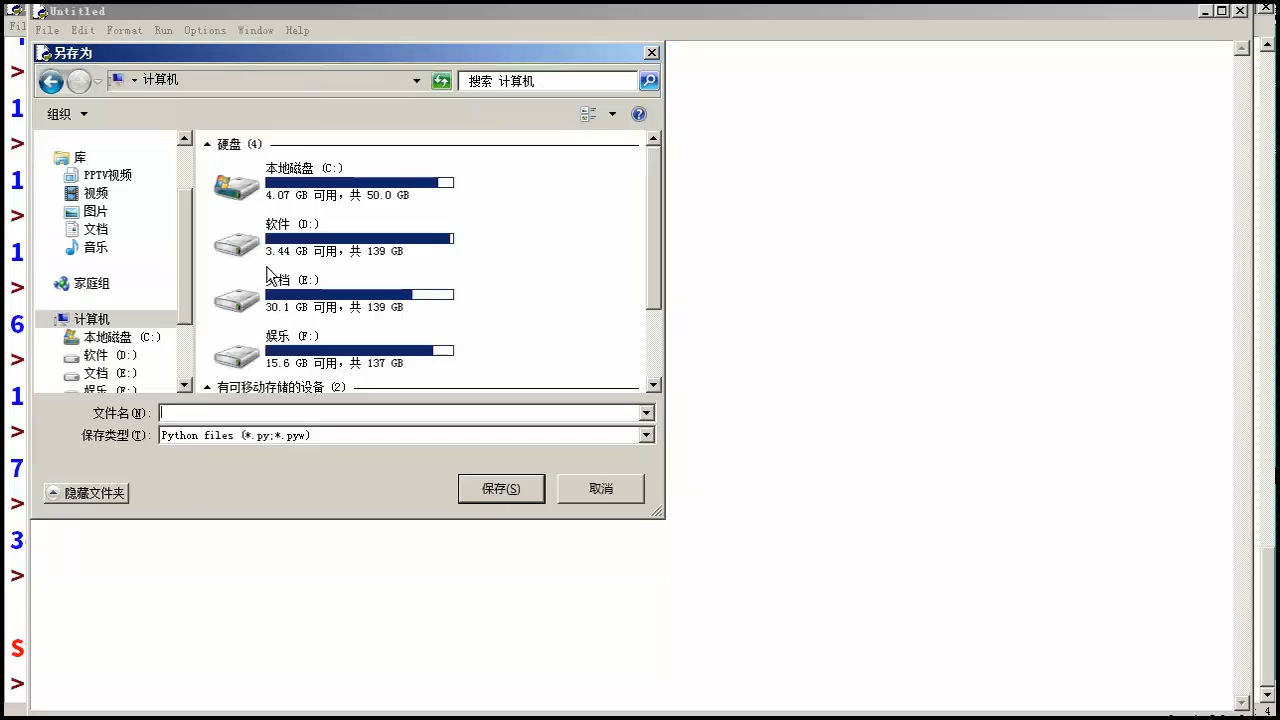 Untitled
File Edit Format Run Options Window Help
另存为
计算机
搜索 计算机
组织
库
PPTV视频
视频
图片
文档
音乐
家庭组
计算机
本地磁盘 (C:)
软件 (D:)
文档 (E:)
娱乐 (F:)
硬盘 (4)
本地磁盘 (C:)
4.07 GB 可用，共 50.0 GB
软件 (D:)
3.44 GB 可用，共 139 GB
档 (E:)
30.1 GB 可用，共 139 GB
娱乐 (F:)
15.6 GB 可用，共 137 GB
有可移动存储的设备 (2)
文件名(N):
保存类型(T): Python files (*.py;*.pyw)
隐藏文件夹
保存(S)
取消
Fil
>
1
>
1
>
1
>
6
>
1
>
7
>
3
>
S
>
4